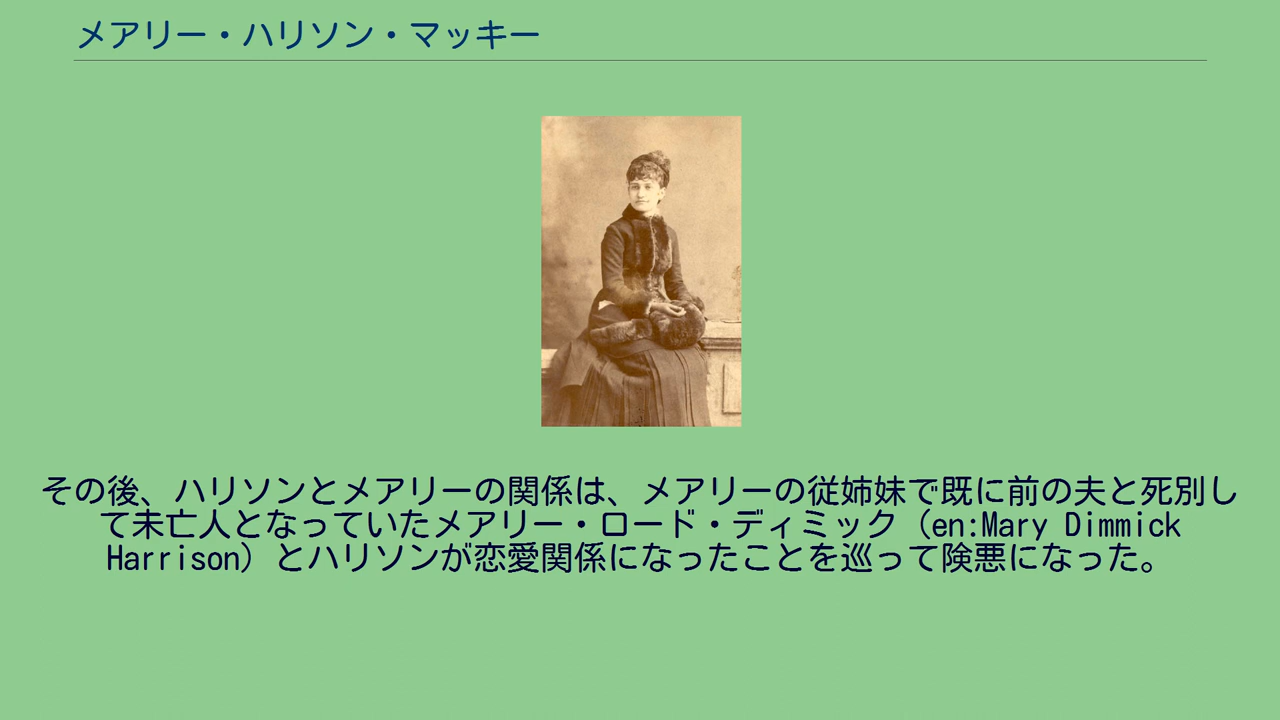 メアリー・ハリソン・マッキー
その後、ハリソンとメアリーの関係は、メアリーの従姉妹で既に前の夫と死別し
て未亡人となっていたメアリー・ロード・ディミック（en:Mary Dimmick
Harrison）とハリソンが恋愛関係になったことを巡って険悪になった。